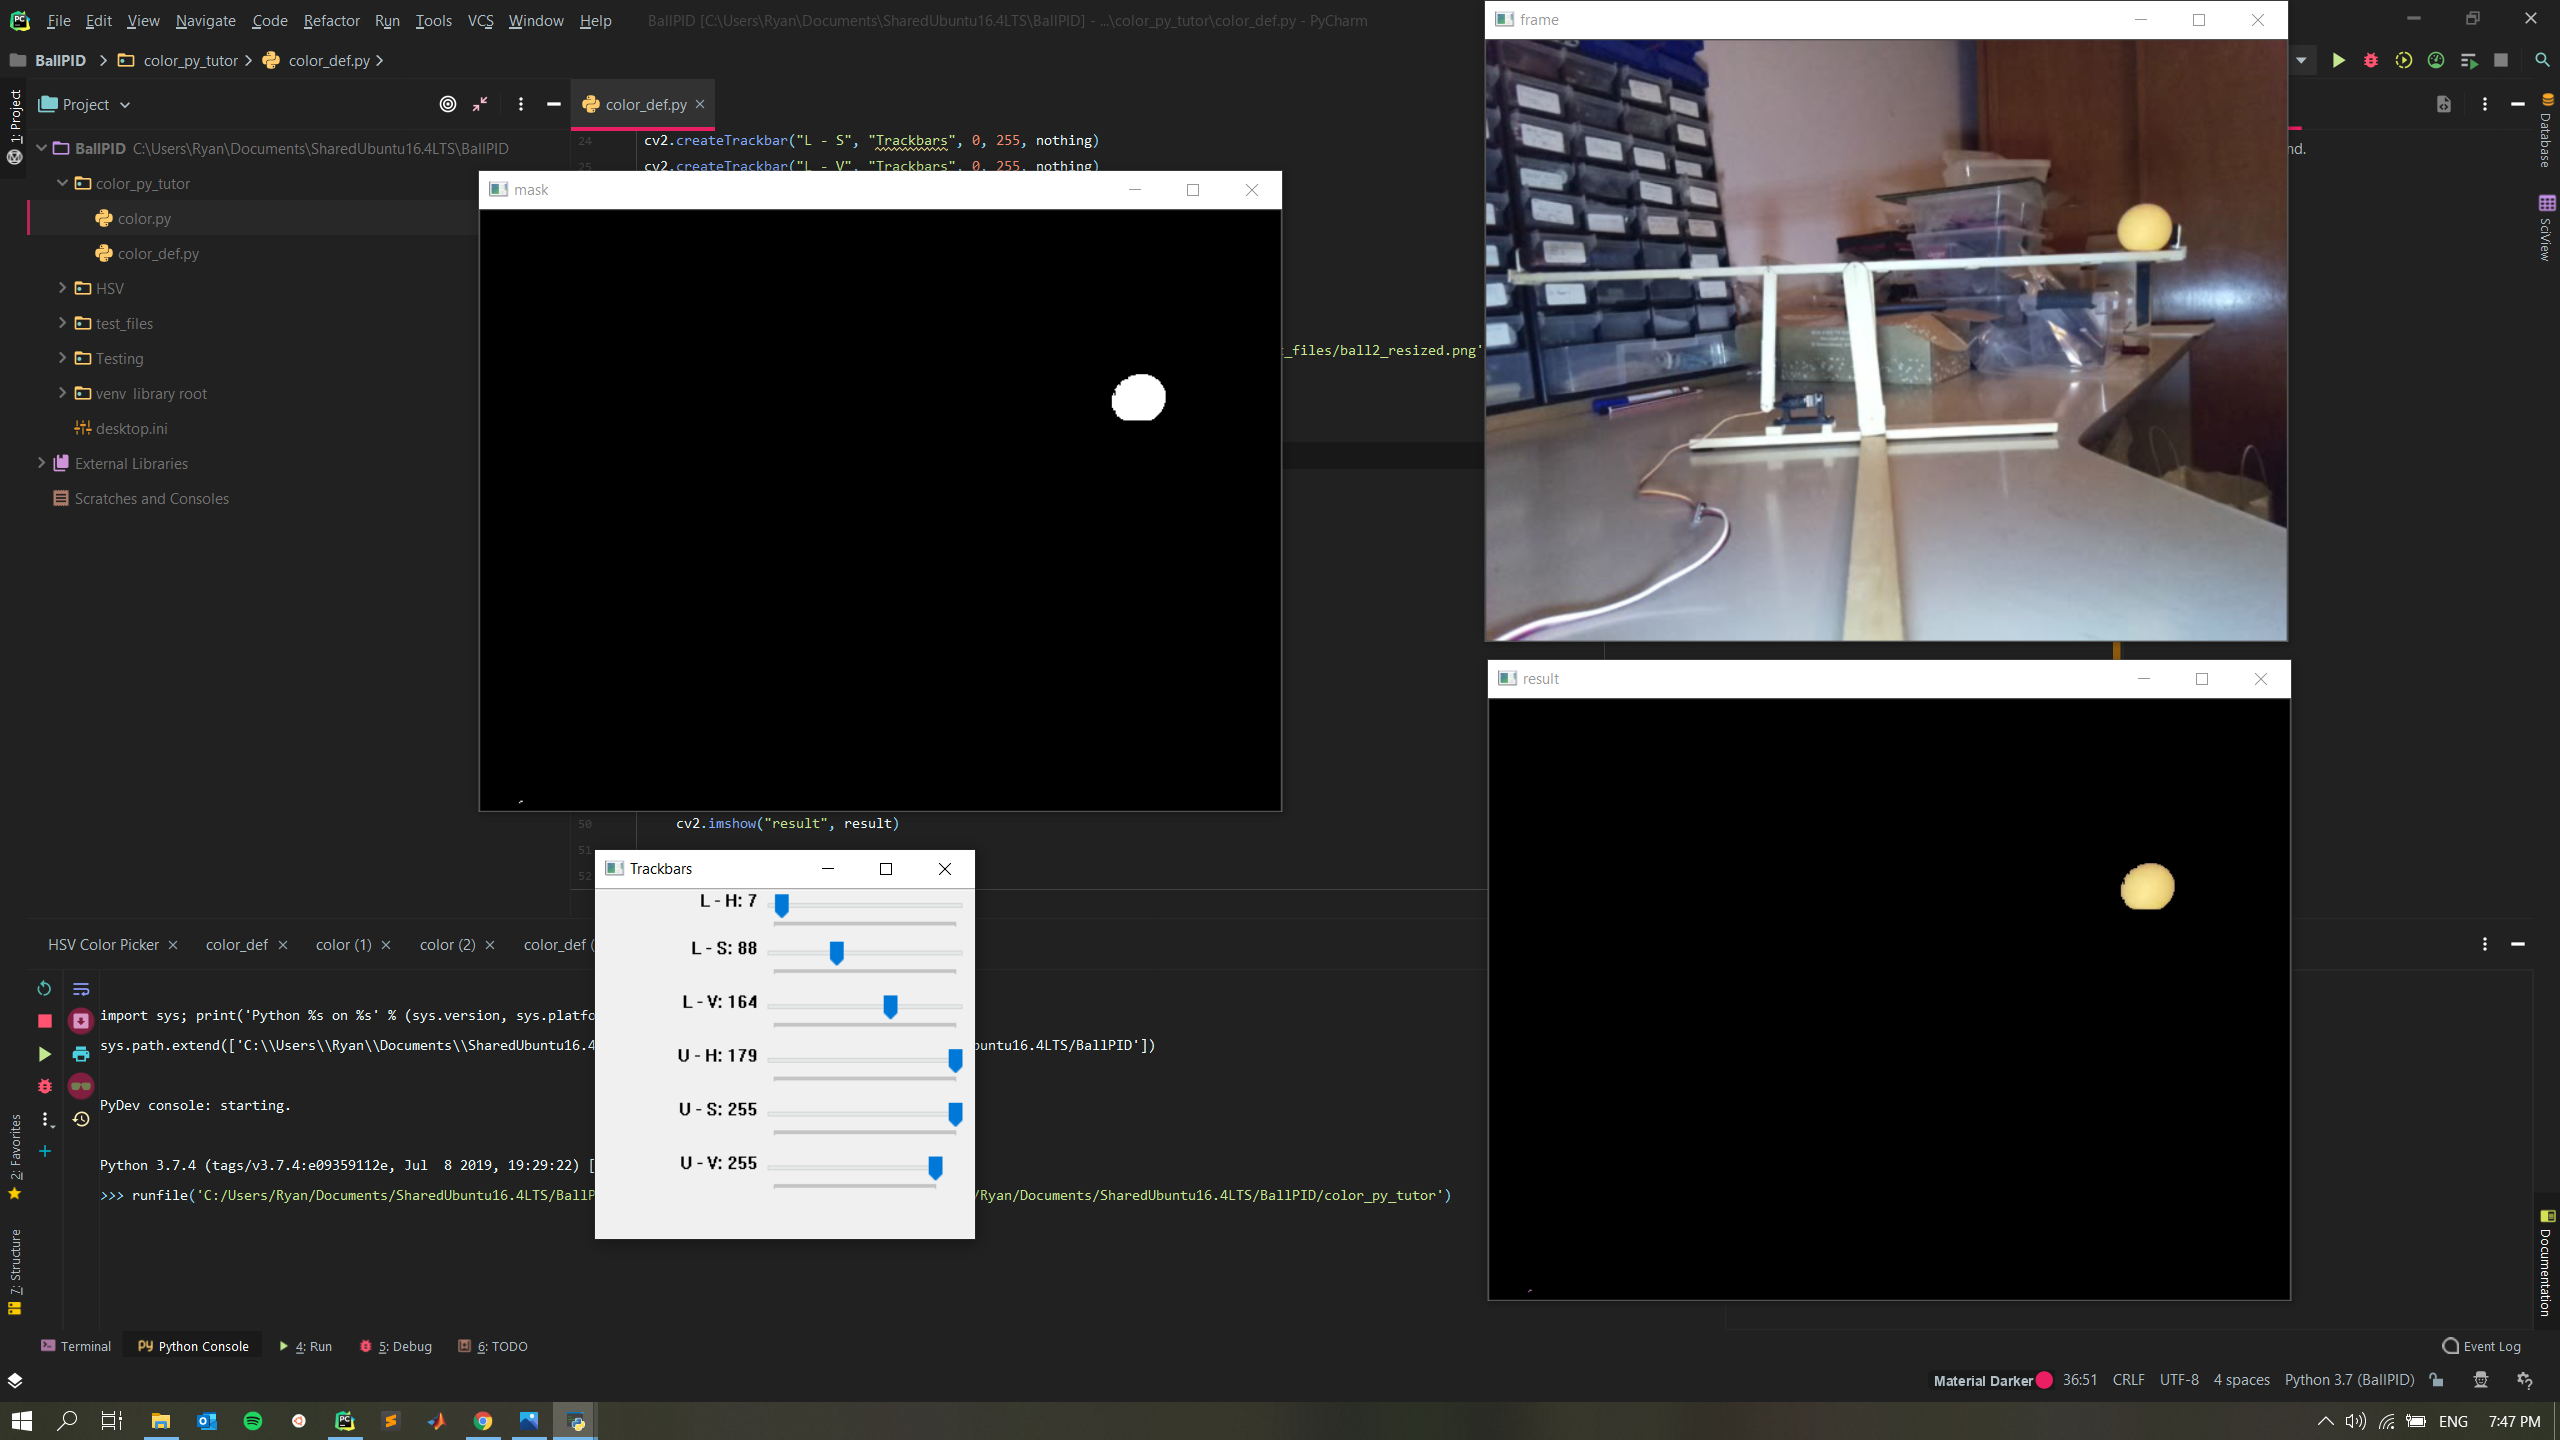 File Edit View Navigate Code Refactor Run Tools VCS Window Help BallPID [C:\Users\Ryan\Documents\SharedUbuntu16.4LTS\BallPID] - ...\color_py_tutor\color_def.py - PyCharm
BallPID color_py_tutor color_def.py
1: Project
Project
BallPID C:\Users\Ryan\Documents\SharedUbuntu16.4LTS\BallPID
color_py_tutor
color.py
color_def.py
HSV
test_files
Testing
venv library root
desktop.ini
External Libraries
Scratches and Consoles
color_def.py
24 cv2.createTrackbar("L - S", "Trackbars", 0, 255, nothing)
25 cv2.createTrackbar("L - V", "Trackbars", 0, 255, nothing)
mask
_files/ball2_resized.png'
50 cv2.imshow("result", result)
51
52
frame
nd.
Database
SciView
result
Trackbars
L - H: 7
L - S: 88
L - V: 164
U - H: 179
U - S: 255
U - V: 255
HSV Color Picker color_def color (1) color (2) color_def (
import sys; print('Python %s on %s' % (sys.version, sys.platfo
sys.path.extend(['C:\\Users\\Ryan\\Documents\\SharedUbuntu16.4 buntu16.4LTS/BallPID'])
PyDev console: starting.
Python 3.7.4 (tags/v3.7.4:e09359112e, Jul 8 2019, 19:29:22) [
>>> runfile('C:/Users/Ryan/Documents/SharedUbuntu16.4LTS/BallP /Ryan/Documents/SharedUbuntu16.4LTS/BallPID/color_py_tutor')
2: Favorites
7: Structure
Documentation
Terminal Python Console 4: Run 5: Debug 6: TODO Event Log
Material Darker 36:51 CRLF UTF-8 4 spaces Python 3.7 (BallPID)
ENG 7:47 PM